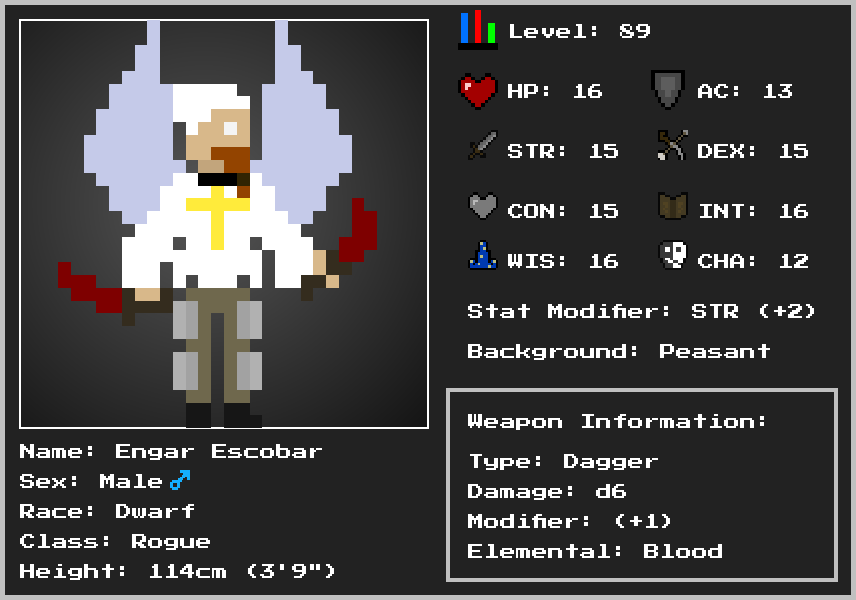 Level: 89
HP: 16
AC: 13
STR: 15
DEX: 15
CON: 15
INT: 16
WIS: 16
CHA: 12
Stat Modifier: STR (+2)
Background: Peasant
Weapon Information:
Type: Dagger
Damage: d6
Modifier: (+1)
Elemental: Blood
Name: Engar Escobar
Sex: Male♂
Race: Dwarf
Class: Rogue
Height: 114cm (3'9")